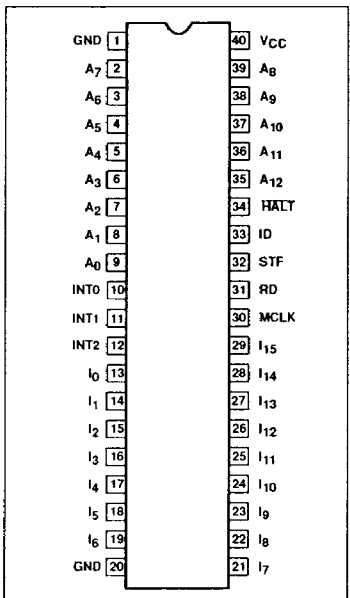 GND 1 40 VCC
A7 2 39 A8
A6 3 38 A9
A5 4 37 A10
A4 5 36 A11
A3 6 35 A12
A2 7 34 HALT
A1 8 33 ID
A0 9 32 STF
INT0 10 31 RD
INT1 11 30 MCLK
INT2 12 29 I15
I0 13 28 I14
I1 14 27 I13
I2 15 26 I12
I3 16 25 I11
I4 17 24 I10
I5 18 23 I9
I6 19 22 I8
GND 20 21 I7